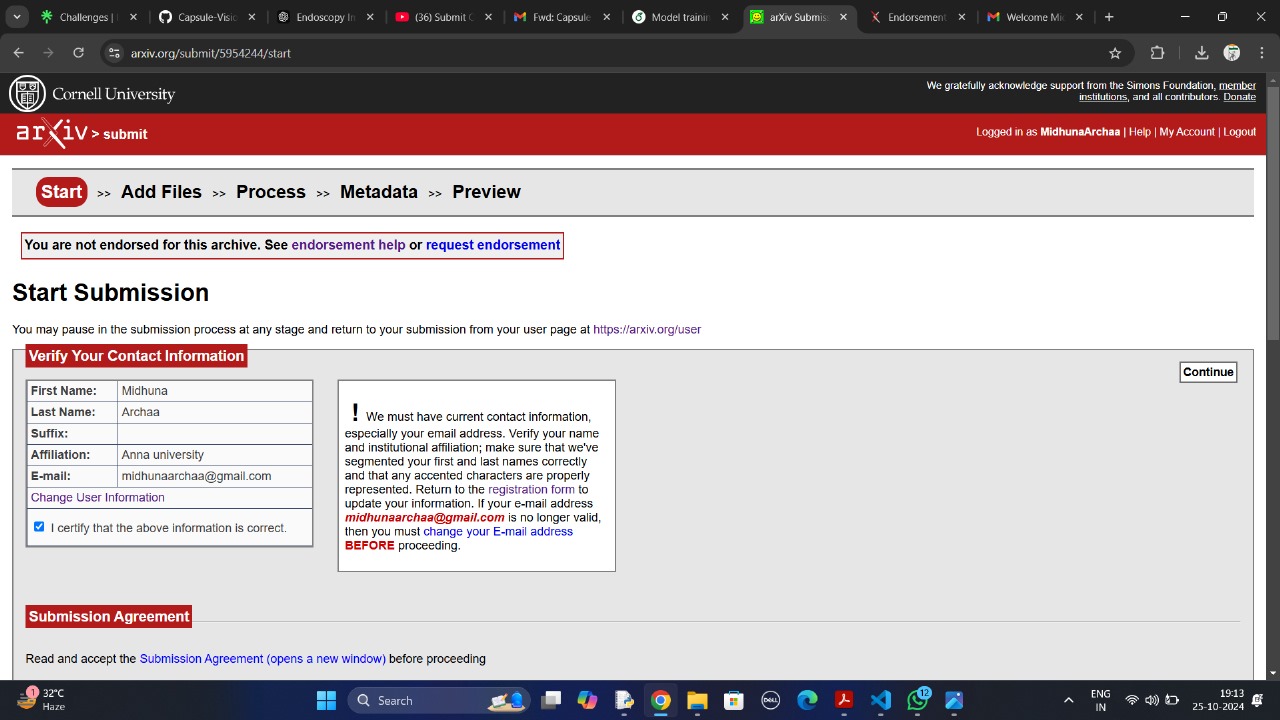 Challenges |
Capsule-Visio
Endoscopy In
(36) Submit C
Fwd: Capsule
Model trainin
arXiv Submiss
Endorsement
Welcome Mi
arxiv.org/submit/5954244/start
Cornell University
We gratefully acknowledge support from the Simons Foundation, member
institutions, and all contributors. Donate
arXiv > submit
Logged in as MidhunaArchaa | Help | My Account | Logout
Start >> Add Files >> Process >> Metadata >> Preview
You are not endorsed for this archive. See endorsement help or request endorsement
Start Submission
You may pause in the submission process at any stage and return to your submission from your user page at https://arxiv.org/user
Verify Your Contact Information
Continue
First Name: Midhuna
Last Name: Archaa
Suffix:
Affiliation: Anna university
E-mail: midhunaarchaa@gmail.com
Change User Information
I certify that the above information is correct.
! We must have current contact information,
especially your email address. Verify your name
and institutional affiliation; make sure that we've
segmented your first and last names correctly
and that any accented characters are properly
represented. Return to the registration form to
update your information. If your e-mail address
midhunaarchaa@gmail.com is no longer valid,
then you must change your E-mail address
BEFORE proceeding.
Submission Agreement
Read and accept the Submission Agreement (opens a new window) before proceeding
1
32°C
Haze
Search
DELL
12
ENG
IN
19:13
25-10-2024